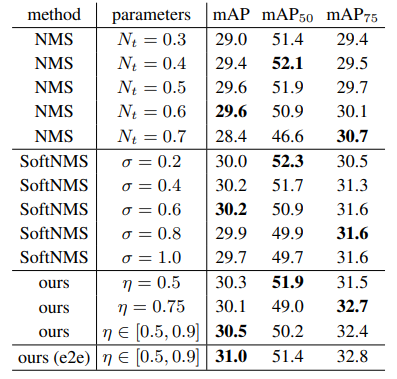 method parameters mAP mAP50 mAP75
NMS Nt = 0.3 29.0 51.4 29.4
NMS Nt = 0.4 29.4 52.1 29.5
NMS Nt = 0.5 29.6 51.9 29.7
NMS Nt = 0.6 29.6 50.9 30.1
NMS Nt = 0.7 28.4 46.6 30.7
SoftNMS σ = 0.2 30.0 52.3 30.5
SoftNMS σ = 0.4 30.2 51.7 31.3
SoftNMS σ = 0.6 30.2 50.9 31.6
SoftNMS σ = 0.8 29.9 49.9 31.6
SoftNMS σ = 1.0 29.7 49.7 31.6
ours η = 0.5 30.3 51.9 31.5
ours η = 0.75 30.1 49.0 32.7
ours η ∈ [0.5, 0.9] 30.5 50.2 32.4
ours (e2e) η ∈ [0.5, 0.9] 31.0 51.4 32.8